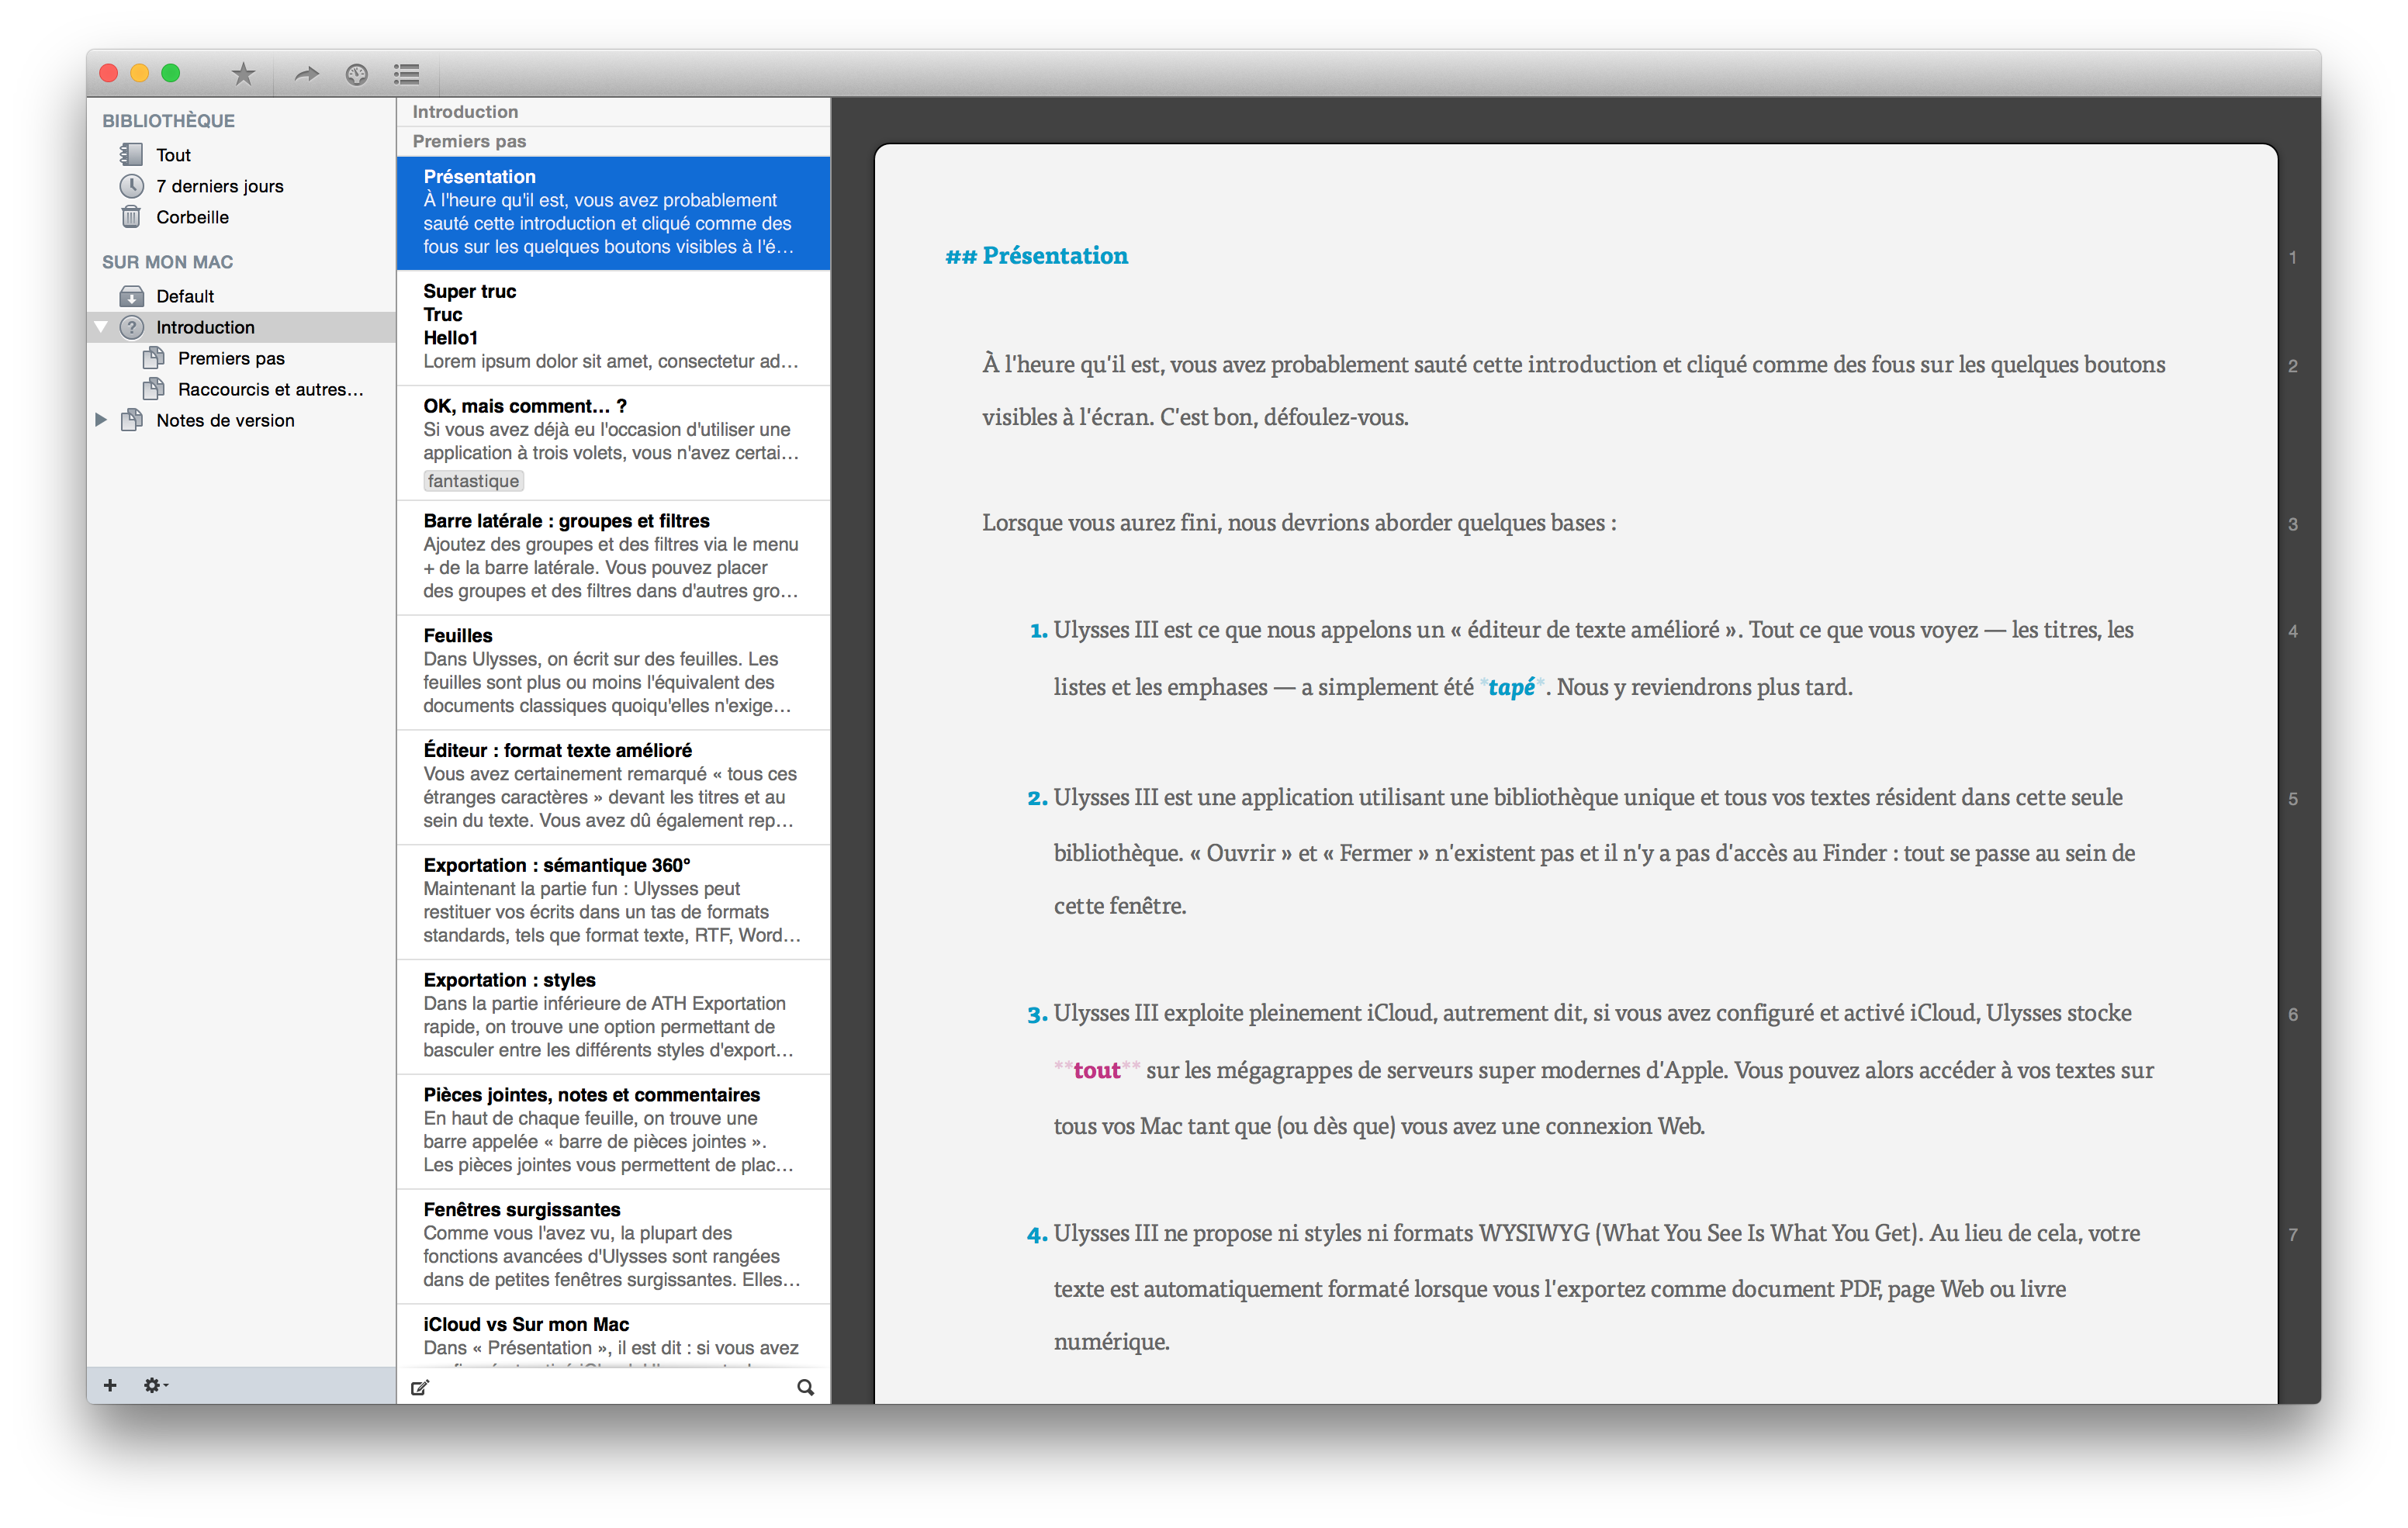 BIBLIOTHÈQUE
Tout
7 derniers jours
Corbeille
SUR MON MAC
Default
Introduction
Premiers pas
Raccourcis et autres…
Notes de version
Introduction
Premiers pas
Présentation
À l'heure qu'il est, vous avez probablement
sauté cette introduction et cliqué comme des
fous sur les quelques boutons visibles à l'é…
Super truc
Truc
Hello1
Lorem ipsum dolor sit amet, consectetur ad…
OK, mais comment… ?
Si vous avez déjà eu l'occasion d'utiliser une
application à trois volets, vous n'avez certai…
fantastique
Barre latérale : groupes et filtres
Ajoutez des groupes et des filtres via le menu
+ de la barre latérale. Vous pouvez placer
des groupes et des filtres dans d'autres gro…
Feuilles
Dans Ulysses, on écrit sur des feuilles. Les
feuilles sont plus ou moins l'équivalent des
documents classiques quoiqu'elles n'exige…
Éditeur : format texte amélioré
Vous avez certainement remarqué « tous ces
étranges caractères » devant les titres et au
sein du texte. Vous avez dû également rep…
Exportation : sémantique 360°
Maintenant la partie fun : Ulysses peut
restituer vos écrits dans un tas de formats
standards, tels que format texte, RTF, Word…
Exportation : styles
Dans la partie inférieure de ATH Exportation
rapide, on trouve une option permettant de
basculer entre les différents styles d'export…
Pièces jointes, notes et commentaires
En haut de chaque feuille, on trouve une
barre appelée « barre de pièces jointes ».
Les pièces jointes vous permettent de plac…
Fenêtres surgissantes
Comme vous l'avez vu, la plupart des
fonctions avancées d'Ulysses sont rangées
dans de petites fenêtres surgissantes. Elles…
iCloud vs Sur mon Mac
Dans « Présentation », il est dit : si vous avez
## Présentation 1
À l'heure qu'il est, vous avez probablement sauté cette introduction et cliqué comme des fous sur les quelques boutons 2
visibles à l'écran. C'est bon, défoulez-vous.
Lorsque vous aurez fini, nous devrions aborder quelques bases : 3
1. Ulysses III est ce que nous appelons un « éditeur de texte amélioré ». Tout ce que vous voyez — les titres, les 4
listes et les emphases — a simplement été *tapé*. Nous y reviendrons plus tard.
2. Ulysses III est une application utilisant une bibliothèque unique et tous vos textes résident dans cette seule 5
bibliothèque. « Ouvrir » et « Fermer » n'existent pas et il n'y a pas d'accès au Finder : tout se passe au sein de
cette fenêtre.
3. Ulysses III exploite pleinement iCloud, autrement dit, si vous avez configuré et activé iCloud, Ulysses stocke 6
**tout** sur les mégagrappes de serveurs super modernes d'Apple. Vous pouvez alors accéder à vos textes sur
tous vos Mac tant que (ou dès que) vous avez une connexion Web.
4. Ulysses III ne propose ni styles ni formats WYSIWYG (What You See Is What You Get). Au lieu de cela, votre 7
texte est automatiquement formaté lorsque vous l'exportez comme document PDF, page Web ou livre
numérique.